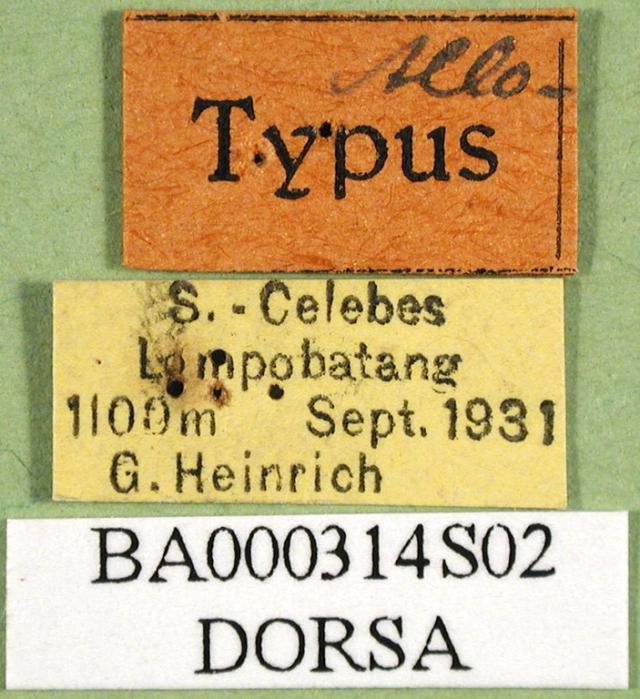 Allo-
Typus
S.-Celebes
Lompobatang
1100m Sept. 1931
G. Heinrich
BA000314S02
DORSA